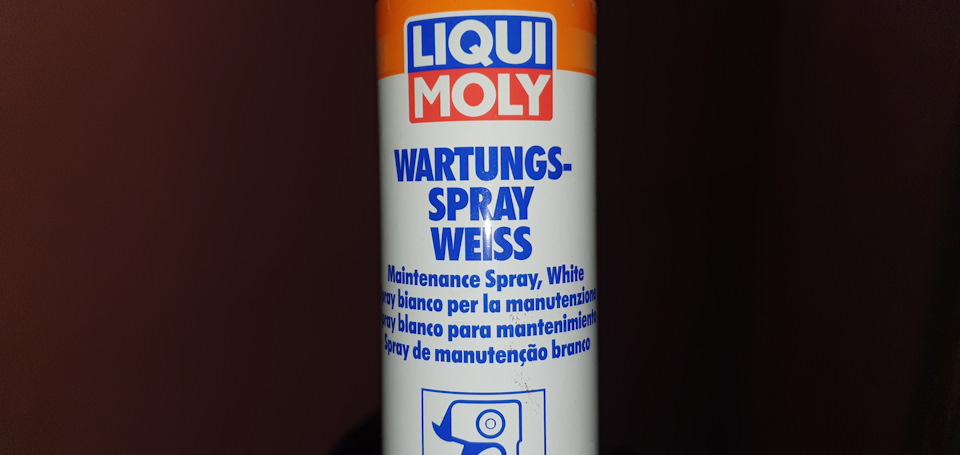 LIQUI
MOLY
WARTUNGS-
SPRAY
WEISS
Maintenance Spray, White
bianco per la manutenzione
blanco para mantenimiento
Spray de manutenção branco